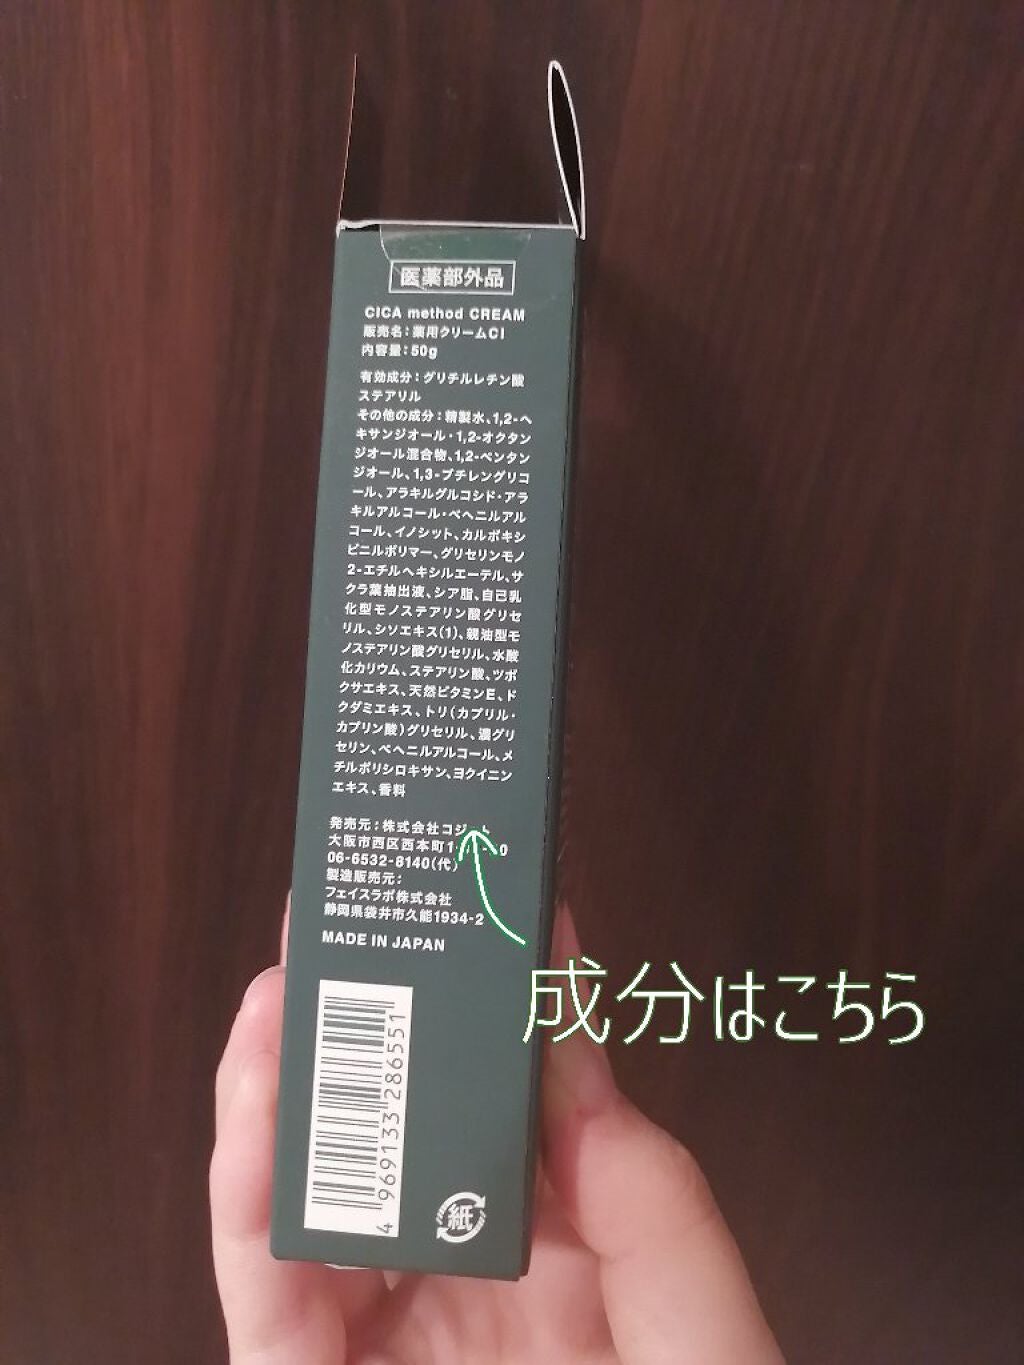 医薬部外品
CICA method CREAM
販売名:薬用クリームCI
内容量:50g
有効成分:グリチルレチン酸
ステアリル
その他の成分:精製水、1,2-ヘ
キサンジオール・1,2-オクタン
ジオール混合物、1,2-ペンタン
ジオール、1,3-ブチレングリコ
ール、アラキルグルコシド・アラ
キルアルコール・ベヘニルアル
コール、イノシット、カルボキシ
ビニルポリマー、グリセリンモノ
2-エチルヘキシルエーテル、サ
クラ葉抽出液、シア脂、自己乳
化型モノステアリン酸グリセ
リル、シソエキス(1)、親油型モ
ノステアリン酸グリセリル、水酸
化カリウム、ステアリン酸、ツボ
クサエキス、天然ビタミンE、ド
クダミエキス、トリ(カプリル・
カプリン酸)グリセリル、濃グリ
セリン、ベヘニルアルコール、メ
チルポリシロキサン、ヨクイニン
エキス、香料
発売元:株式会社コジット
大阪市西区西本町
06-6532-8140(代)
製造販売元:
フェイスラボ株式会社
静岡県袋井市久能1934-2
MADE IN JAPAN
成分はこちら
4 969133 286551
紙